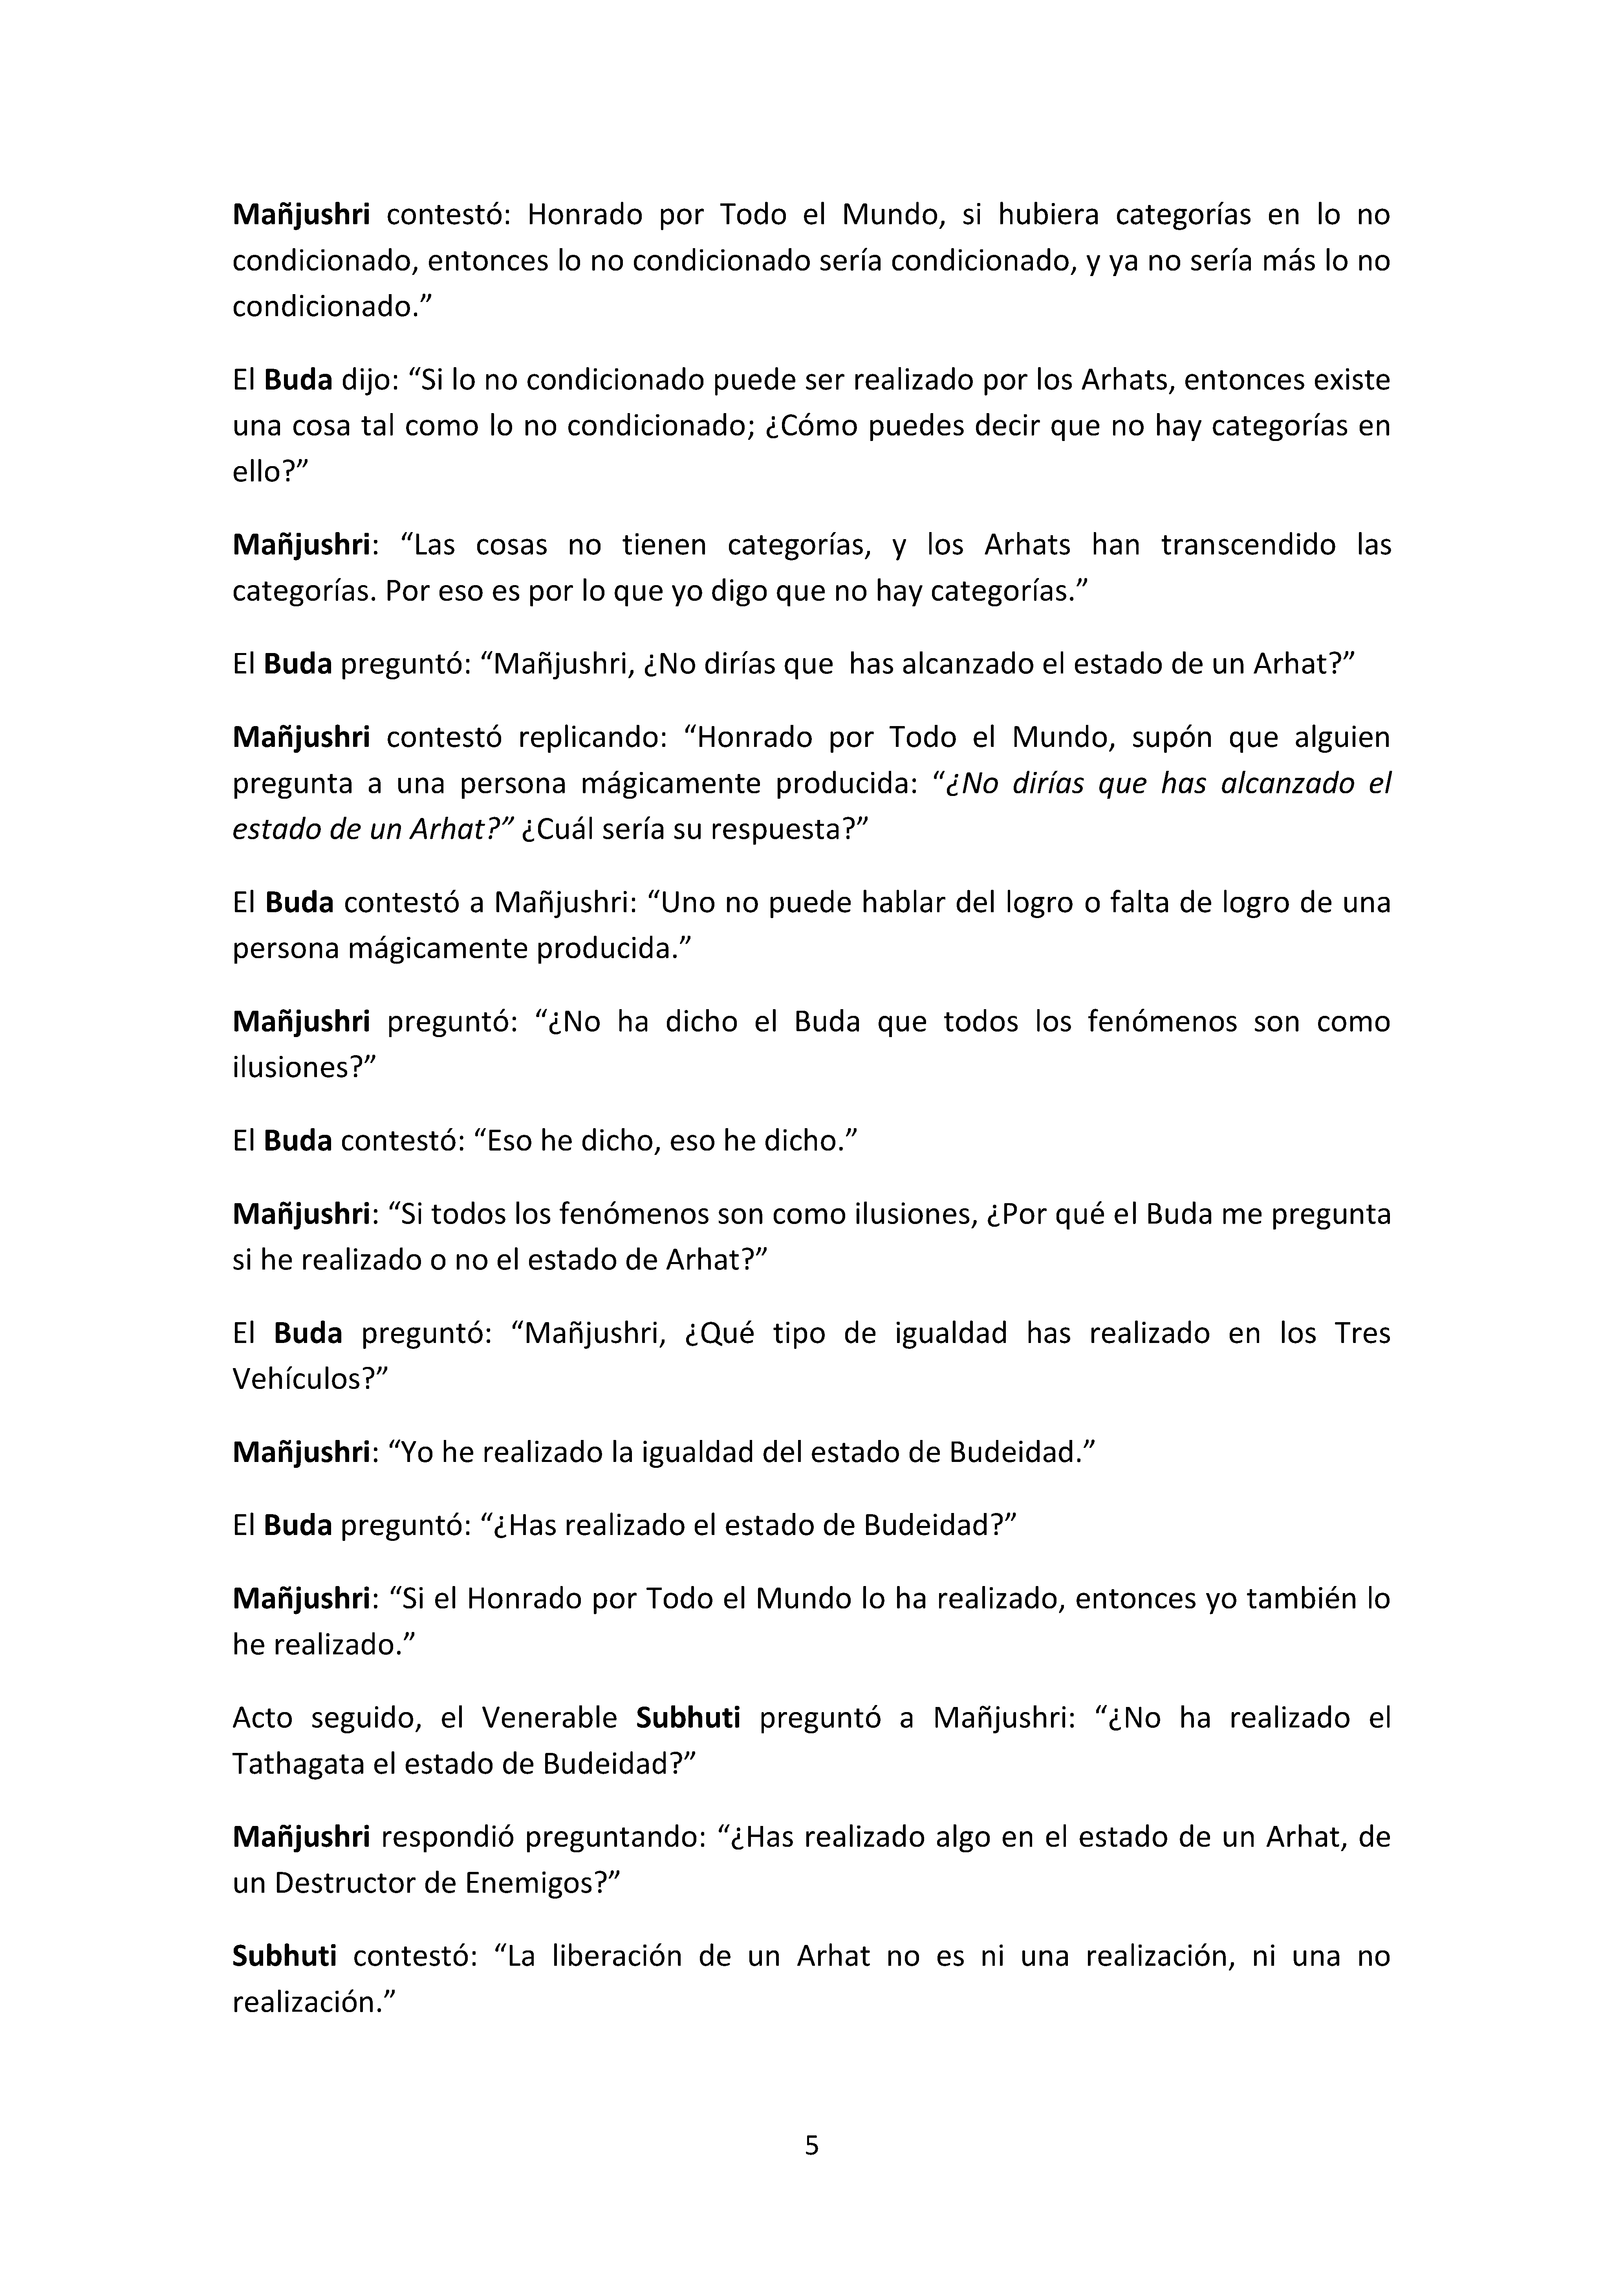 Mañjushri contestó: Honrado por Todo el Mundo, si hubiera categorías en lo no
condicionado, entonces lo no condicionado sería condicionado, y ya no sería más lo no
condicionado.”
El Buda dijo: “Si lo no condicionado puede ser realizado por los Arhats, entonces existe
una cosa tal como lo no condicionado; ¿Cómo puedes decir que no hay categorías en
ello?”
Mañjushri: “Las cosas no tienen categorías, y los Arhats han transcendido las
categorías. Por eso es por lo que yo digo que no hay categorías.”
El Buda preguntó: “Mañjushri, ¿No dirías que  has alcanzado el estado de un Arhat?”
Mañjushri contestó replicando: “Honrado por Todo el Mundo, supón que alguien
pregunta a una persona mágicamente producida: “¿No dirías que has alcanzado el
estado de un Arhat?” ¿Cuál sería su respuesta?”
El Buda contestó a Mañjushri: “Uno no puede hablar del logro o falta de logro de una
persona mágicamente producida.”
Mañjushri preguntó: “¿No ha dicho el Buda que todos los fenómenos son como
ilusiones?”
El Buda contestó: “Eso he dicho, eso he dicho.”
Mañjushri: “Si todos los fenómenos son como ilusiones, ¿Por qué el Buda me pregunta
si he realizado o no el estado de Arhat?”
El Buda preguntó: “Mañjushri, ¿Qué tipo de igualdad has realizado en los Tres
Vehículos?”
Mañjushri: “Yo he realizado la igualdad del estado de Budeidad.”
El Buda preguntó: “¿Has realizado el estado de Budeidad?”
Mañjushri: “Si el Honrado por Todo el Mundo lo ha realizado, entonces yo también lo
he realizado.”
Acto seguido, el Venerable Subhuti preguntó a Mañjushri: “¿No ha realizado el
Tathagata el estado de Budeidad?”
Mañjushri respondió preguntando: “¿Has realizado algo en el estado de un Arhat, de
un Destructor de Enemigos?”
Subhuti contestó: “La liberación de un Arhat no es ni una realización, ni una no
realización.”
5